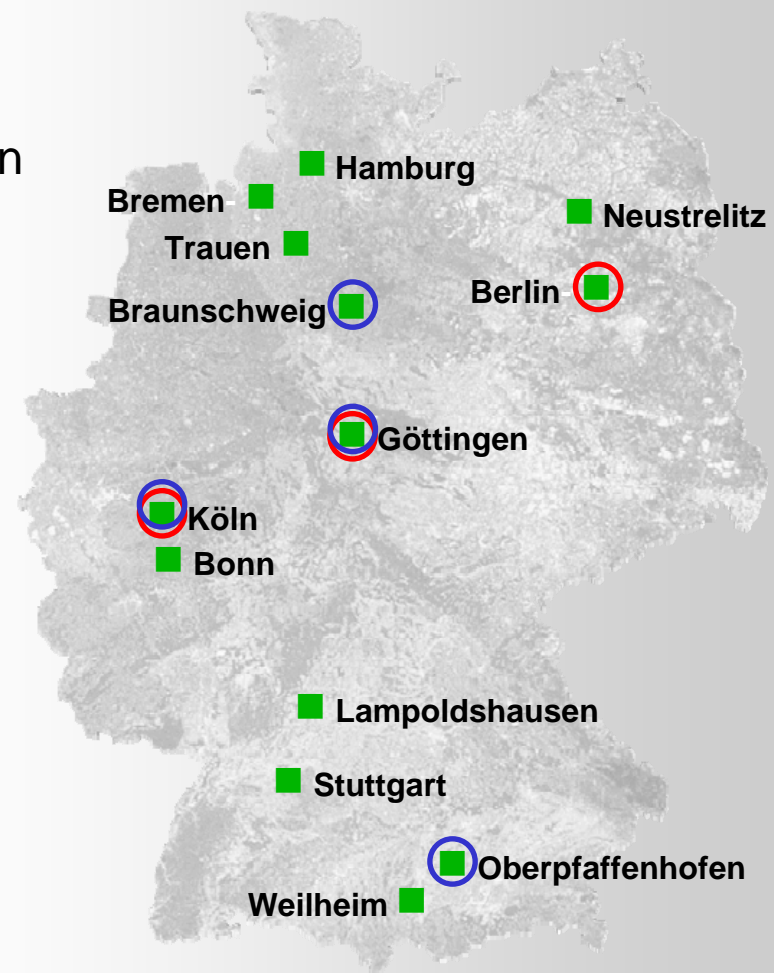 n
Hamburg
Bremen
Neustrelitz
Trauen
Berlin
Braunschweig
Göttingen
Köln
Bonn
Lampoldshausen
Stuttgart
Oberpfaffenhofen
Weilheim